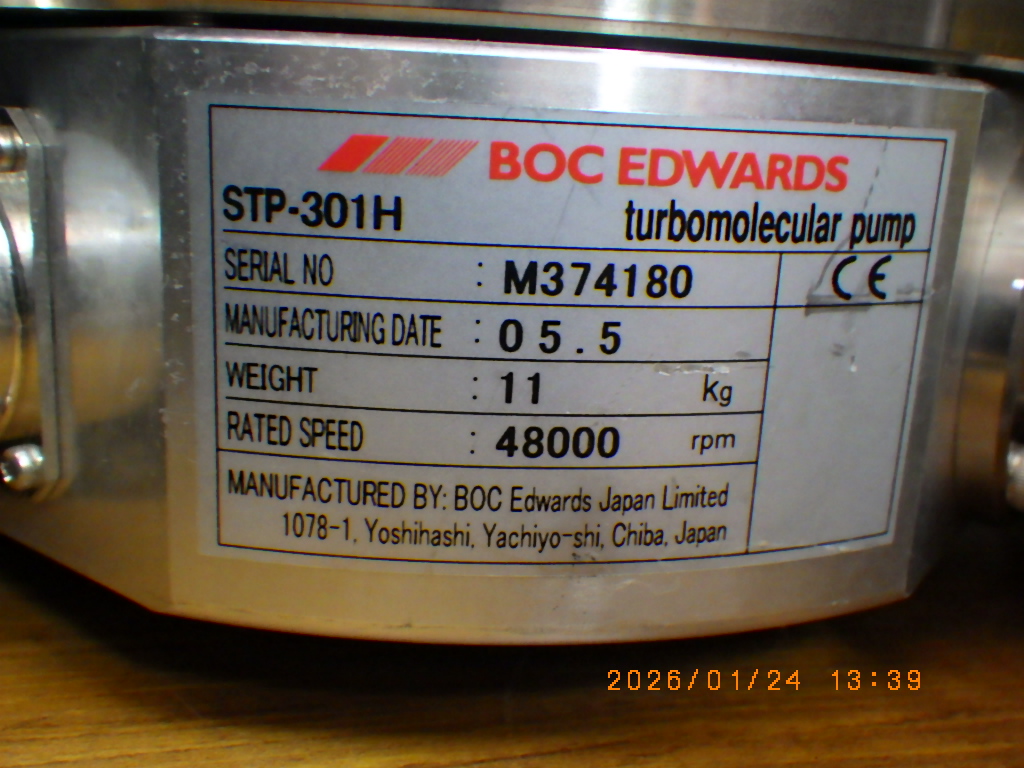 BOC EDWARDS
STP-301H turbomolecular pump
SERIAL NO : M374180 CE
MANUFACTURING DATE : 05.5
WEIGHT : 11 kg
RATED SPEED : 48000 rpm
MANUFACTURED BY: BOC Edwards Japan Limited
1078-1, Yoshihashi, Yachiyo-shi, Chiba, Japan
2026/01/24 13:39